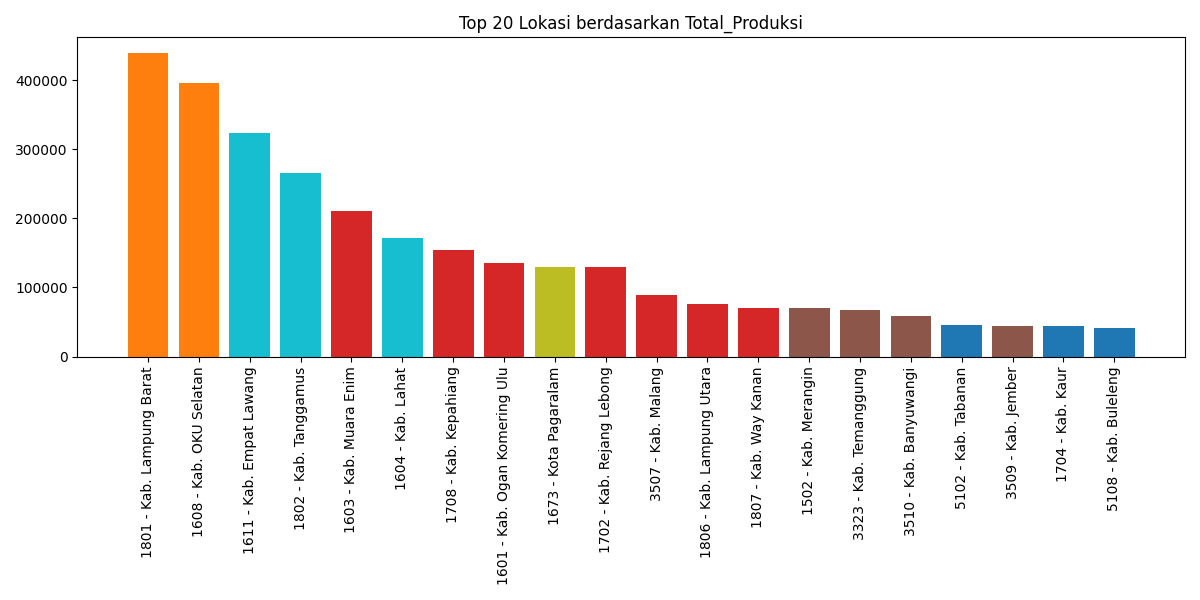 Top 20 Lokasi berdasarkan Total_Produksi
400000
300000
200000
100000
0
1801 - Kab. Lampung Barat
1608 - Kab. OKU Selatan
1611 - Kab. Empat Lawang
1802 - Kab. Tanggamus
1603 - Kab. Muara Enim
1604 - Kab. Lahat
1708 - Kab. Kepahiang
1601 - Kab. Ogan Komering Ulu
1673 - Kota Pagaralam
1702 - Kab. Rejang Lebong
3507 - Kab. Malang
1806 - Kab. Lampung Utara
1807 - Kab. Way Kanan
1502 - Kab. Merangin
3323 - Kab. Temanggung
3510 - Kab. Banyuwangi
5102 - Kab. Tabanan
3509 - Kab. Jember
1704 - Kab. Kaur
5108 - Kab. Buleleng